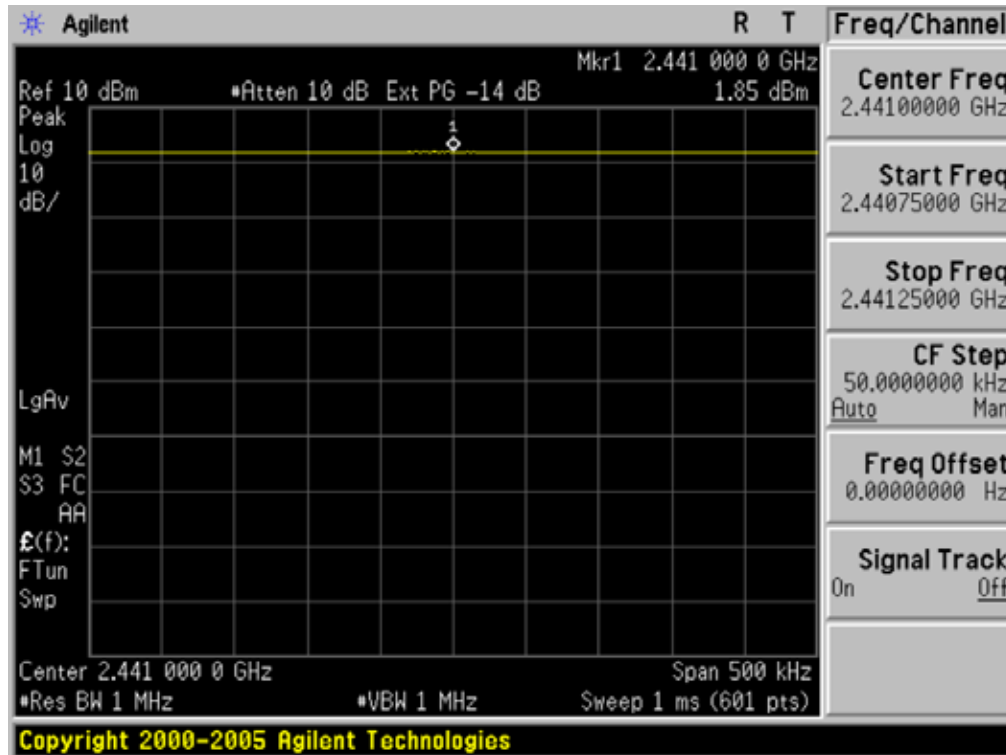 Agilent R T
Freq/Channel
Mkr1 2.441 000 0 GHz
Ref 10 dBm #Atten 10 dB Ext PG -14 dB 1.85 dBm
Peak
Log
10
dB/
1
LgAv
M1 S2
S3 FC
AA
£(f):
FTun
Swp
Center 2.441 000 0 GHz Span 500 kHz
#Res BW 1 MHz #VBW 1 MHz Sweep 1 ms (601 pts)
Copyright 2000-2005 Agilent Technologies
Center Freq
2.44100000 GHz
Start Freq
2.44075000 GHz
Stop Freq
2.44125000 GHz
CF Step
50.0000000 kHz
Auto Man
Freq Offset
0.00000000 Hz
Signal Track
On Off